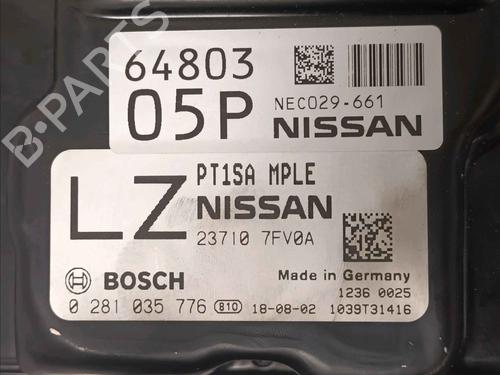 64803
05P
NEC029-661
NISSAN
LZ
PT1SA MPLE
NISSAN
23710 7FV0A
BOSCH
Made in Germany
1236 0025
0 281 035 776 810 18-08-02 1039T31416
B-PARTS